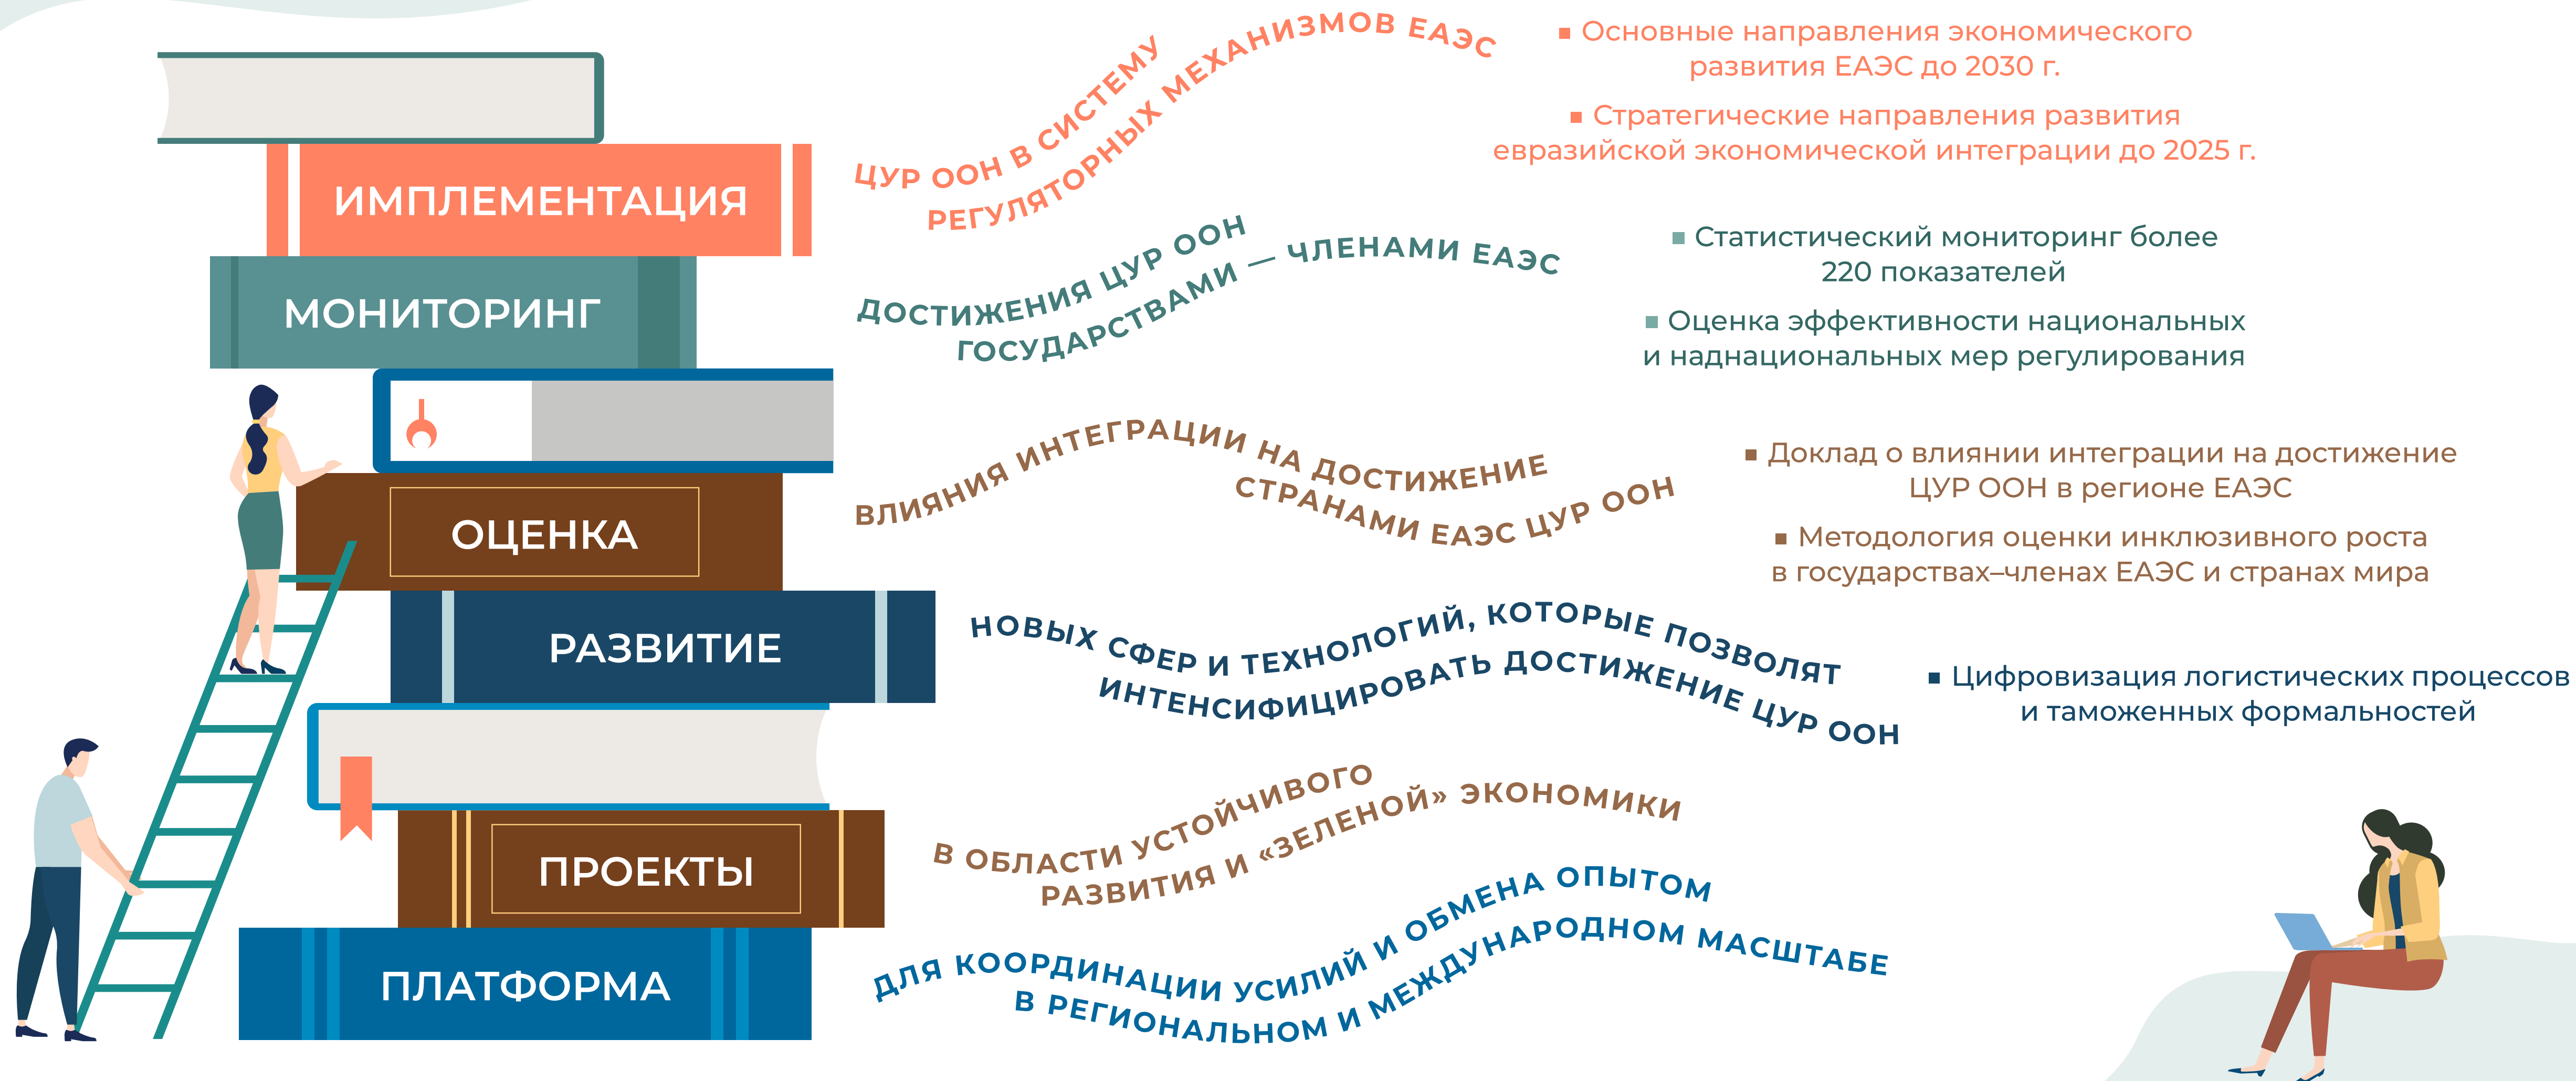 ИМПЛЕМЕНТАЦИЯ
ЦУР ООН В СИСТЕМУ
РЕГУЛЯТОРНЫХ МЕХАНИЗМОВ ЕАЭС
▪ Основные направления экономического
развития ЕАЭС до 2030 г.
▪ Стратегические направления развития
евразийской экономической интеграции до 2025 г.
МОНИТОРИНГ
ДОСТИЖЕНИЯ ЦУР ООН
ГОСУДАРСТВАМИ — ЧЛЕНАМИ ЕАЭС
▪ Статистический мониторинг более
220 показателей
▪ Оценка эффективности национальных
и наднациональных мер регулирования
ОЦЕНКА
ВЛИЯНИЯ ИНТЕГРАЦИИ НА ДОСТИЖЕНИЕ
СТРАНАМИ ЕАЭС ЦУР ООН
▪ Доклад о влиянии интеграции на достижение
ЦУР ООН в регионе ЕАЭС
▪ Методология оценки инклюзивного роста
в государствах–членах ЕАЭС и странах мира
РАЗВИТИЕ
НОВЫХ СФЕР И ТЕХНОЛОГИЙ, КОТОРЫЕ ПОЗВОЛЯТ
ИНТЕНСИФИЦИРОВАТЬ ДОСТИЖЕНИЕ ЦУР ООН
▪ Цифровизация логистических процессов
и таможенных формальностей
ПРОЕКТЫ
В ОБЛАСТИ УСТОЙЧИВОГО
РАЗВИТИЯ И «ЗЕЛЕНОЙ» ЭКОНОМИКИ
ПЛАТФОРМА
ДЛЯ КООРДИНАЦИИ УСИЛИЙ И ОБМЕНА ОПЫТОМ
В РЕГИОНАЛЬНОМ И МЕЖДУНАРОДНОМ МАСШТАБЕ